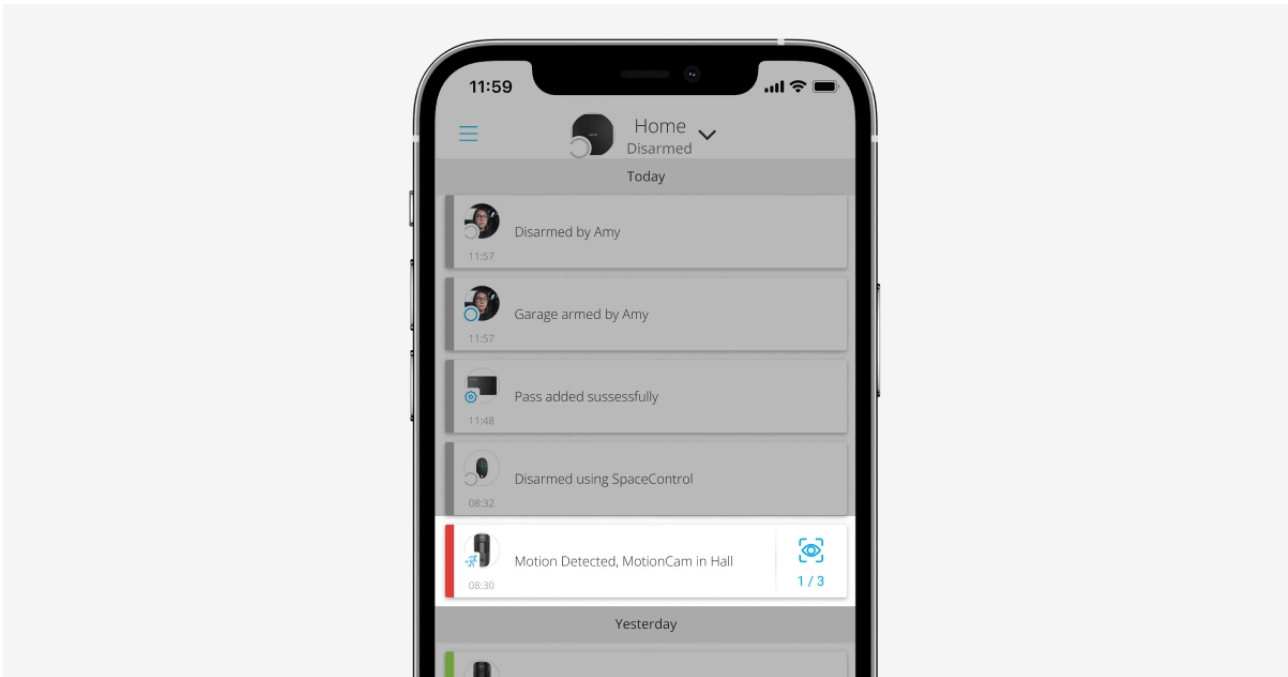 11:59
Home
Disarmed
Today
Disarmed by Amy
11:57
Garage armed by Amy
11:57
Pass added sussessfully
11:48
Disarmed using SpaceControl
08:32
Motion Detected, MotionCam in Hall
08:30
1 / 3
Yesterday